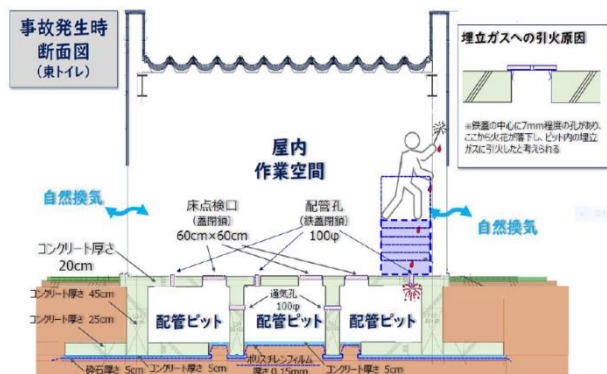 事故発生時
断面図
(東トイレ)
埋立ガスへの引火原因
※鉄蓋の中心に7mm程度の孔があり、
ここから火花が落下し、ピット内の埋立
ガスに引火したと考えられる
屋内
作業空間
自然換気
床点検口
(蓋閉鎖)
60cm×60cm
配管孔
(鉄蓋閉鎖)
100φ
自然換気
コンクリート厚さ
20cm
コンクリート厚さ 45cm
コンクリート厚さ 25cm
通気孔
100φ
配管ピット
配管ピット
配管ピット
砕石厚さ 5cm
コンクリート厚さ 5cm
ポリスチレンフィルム
厚さ0.15mm
コンクリート厚さ 5cm